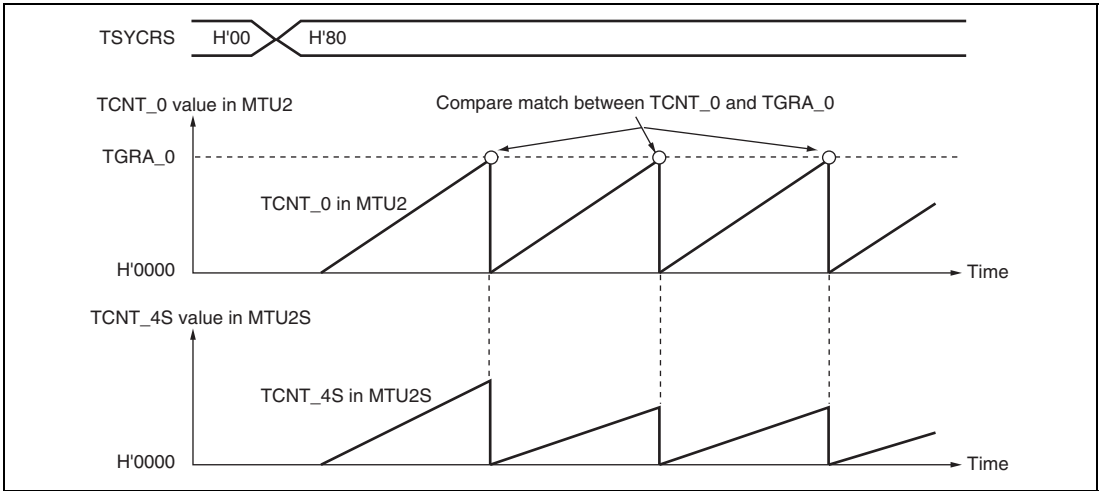 TSYCRS H'00 H'80
TCNT_0 value in MTU2
Compare match between TCNT_0 and TGRA_0
TGRA_0
TCNT_0 in MTU2
H'0000
Time
TCNT_4S value in MTU2S
TCNT_4S in MTU2S
H'0000
Time